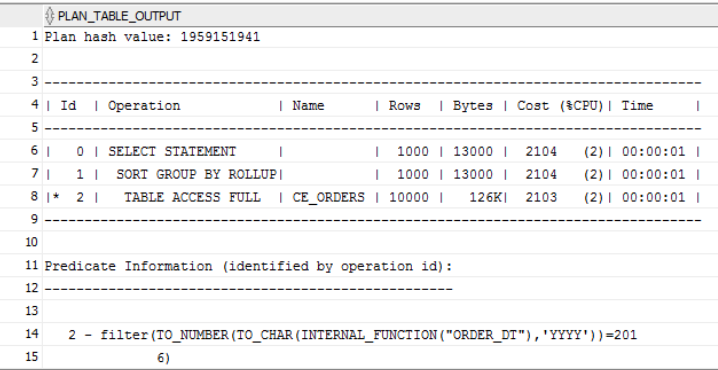 PLAN_TABLE_OUTPUT
1 Plan hash value: 1959151941
2
3 --------------------------------------------------------------------------------
4 | Id  | Operation            | Name      | Rows  | Bytes | Cost (%CPU)| Time     |
5 --------------------------------------------------------------------------------
6 |   0 | SELECT STATEMENT     |           |  1000 | 13000 |  2104   (2)| 00:00:01 |
7 |   1 |  SORT GROUP BY ROLLUP|           |  1000 | 13000 |  2104   (2)| 00:00:01 |
8 |*  2 |   TABLE ACCESS FULL  | CE_ORDERS | 10000 |   126K|  2103   (2)| 00:00:01 |
9 --------------------------------------------------------------------------------
10
11 Predicate Information (identified by operation id):
12 ---------------------------------------------------
13
14    2 - filter(TO_NUMBER(TO_CHAR(INTERNAL_FUNCTION("ORDER_DT"),'YYYY'))=201
15               6)